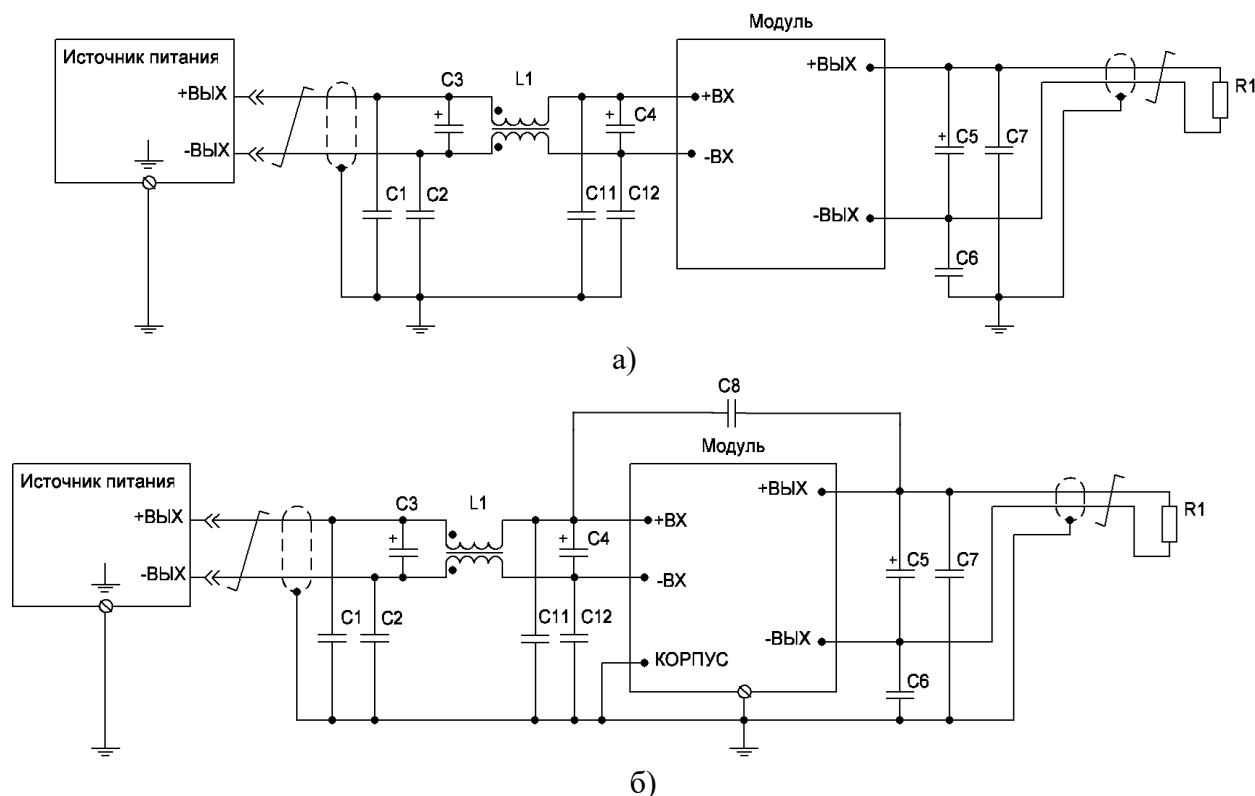 Модуль
Источник питания
+ВЫХ
-ВЫХ
C3
+
L1
C4
+
+ВХ
-ВХ
+ВЫХ
-ВЫХ
R1
C1
C2
C11
C12
C5
+
C7
C6
а)
C8
Модуль
Источник питания
+ВЫХ
-ВЫХ
C3
+
L1
C4
+
+ВХ
-ВХ
КОРПУС
+ВЫХ
-ВЫХ
R1
C1
C2
C11
C12
C5
+
C7
C6
б)